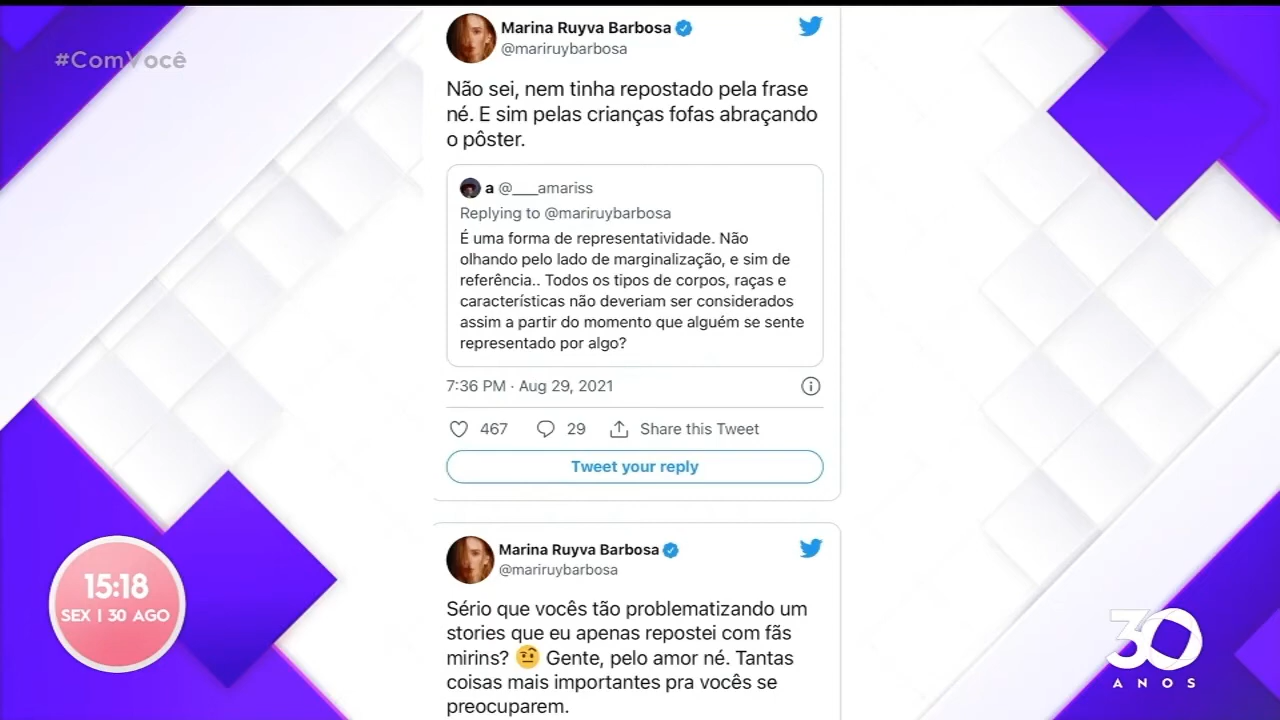 #ComVocê
Marina Ruyva Barbosa
@mariruybarbosa
Não sei, nem tinha repostado pela frase
né. E sim pelas crianças fofas abraçando
o pôster.
a @___amariss
Replying to @mariruybarbosa
É uma forma de representatividade. Não
olhando pelo lado de marginalização, e sim de
referência.. Todos os tipos de corpos, raças e
características não deveriam ser considerados
assim a partir do momento que alguém se sente
representado por algo?
7:36 PM · Aug 29, 2021
467 29 Share this Tweet
Tweet your reply
Marina Ruyva Barbosa
@mariruybarbosa
Sério que vocês tão problematizando um
stories que eu apenas repostei com fãs
mirins? 🤨 Gente, pelo amor né. Tantas
coisas mais importantes pra vocês se
preocuparem.
15:18
SEX | 30 AGO
30
ANOS